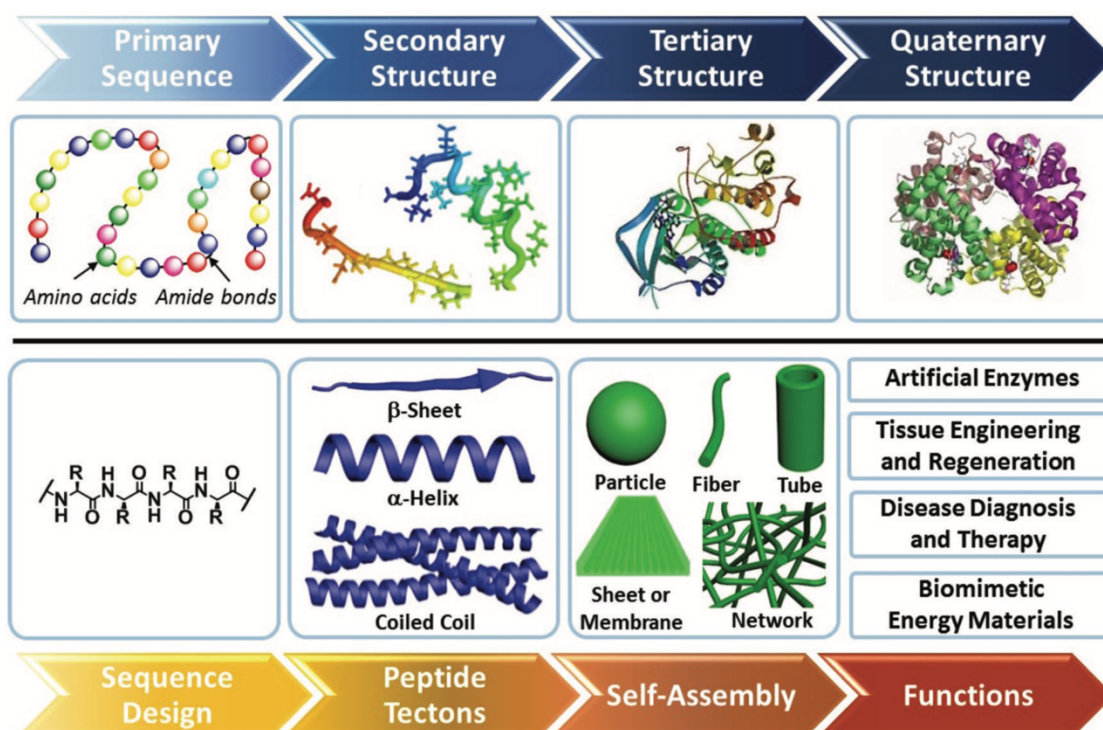 Primary
Sequence
Secondary
Structure
Tertiary
Structure
Quaternary
Structure
Amino acids
Amide bonds
R
H
O
R
H
O
N
N
N
N
H
O
R
H
O
R
β-Sheet
α-Helix
Coiled Coil
Particle
Fiber
Tube
Sheet or
Membrane
Network
Artificial Enzymes
Tissue Engineering
and Regeneration
Disease Diagnosis
and Therapy
Biomimetic
Energy Materials
Sequence
Design
Peptide
Tectons
Self-Assembly
Functions